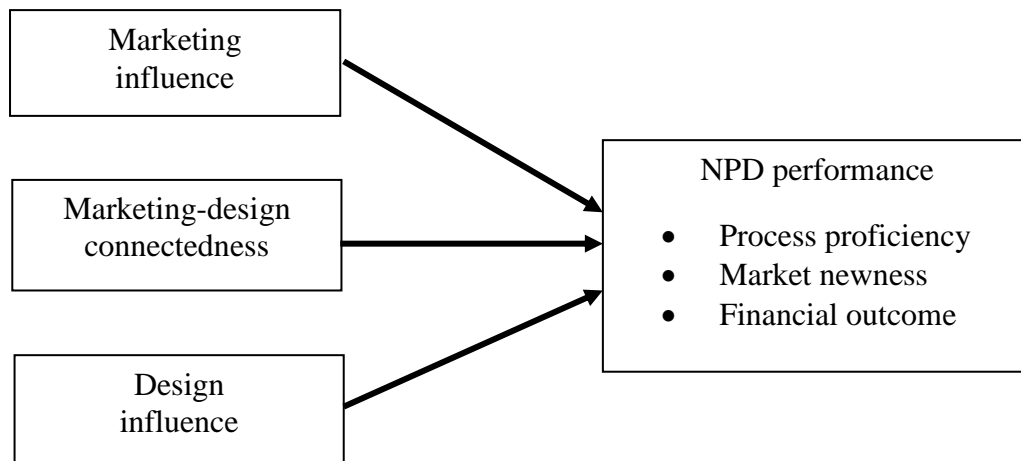 Marketing
influence
Marketing-design
connectedness
Design
influence
NPD performance
• Process proficiency
• Market newness
• Financial outcome